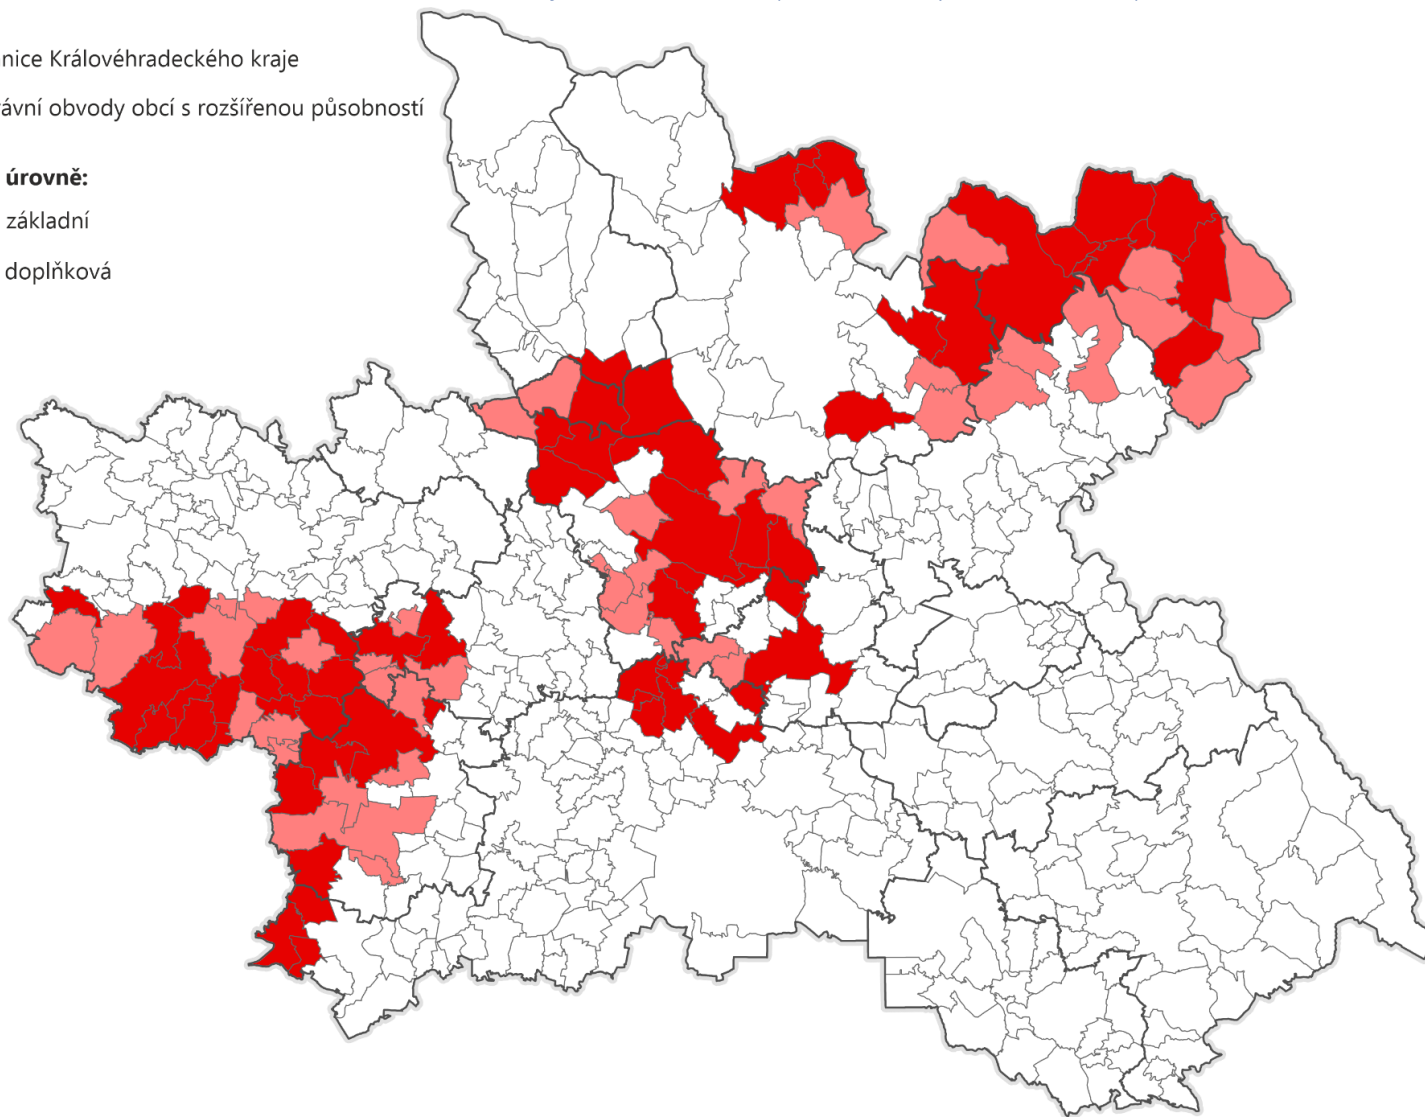 nice Královéhradeckého kraje
ávní obvody obcí s rozšířenou působností
úrovně:
základní
doplňková